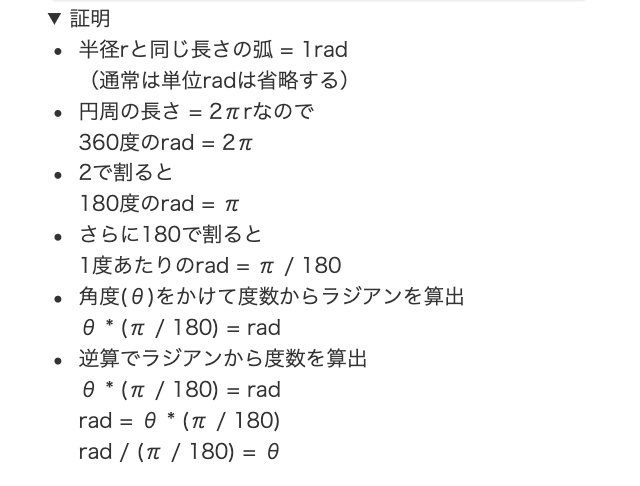 ▼ 証明
• 半径rと同じ長さの弧 = 1rad
（通常は単位radは省略する）
• 円周の長さ = 2πrなので
360度のrad = 2π
• 2で割ると
180度のrad = π
• さらに180で割ると
1度あたりのrad = π / 180
• 角度(θ)をかけて度数からラジアンを算出
θ * (π / 180) = rad
• 逆算でラジアンから度数を算出
θ * (π / 180) = rad
rad = θ * (π / 180)
rad / (π / 180) = θ